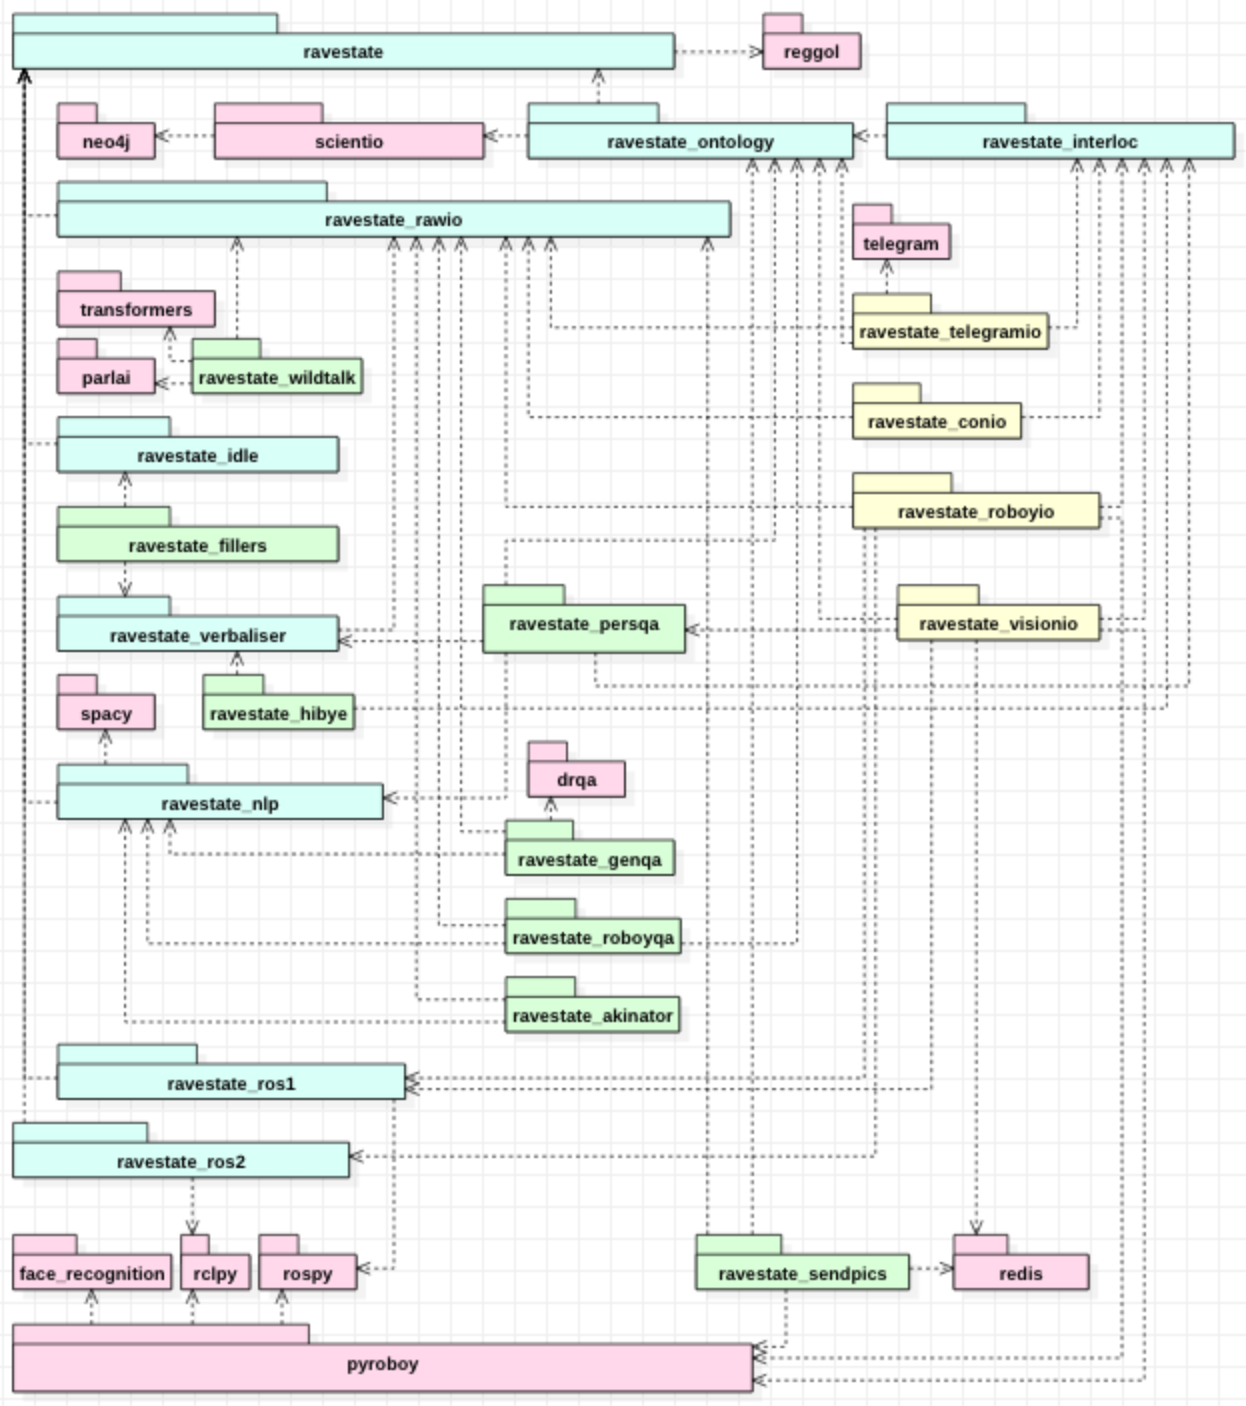 ravestate
reggol
neo4j
scientio
ravestate_ontology
ravestate_interloc
ravestate_rawio
telegram
transformers
ravestate_telegramio
parlai
ravestate_wildtalk
ravestate_conio
ravestate_idle
ravestate_roboyio
ravestate_fillers
ravestate_persqa
ravestate_visionio
ravestate_verbaliser
spacy
ravestate_hibye
drqa
ravestate_nlp
ravestate_genqa
ravestate_roboyqa
ravestate_akinator
ravestate_ros1
ravestate_ros2
face_recognition
rclpy
rospy
ravestate_sendpics
redis
pyroboy